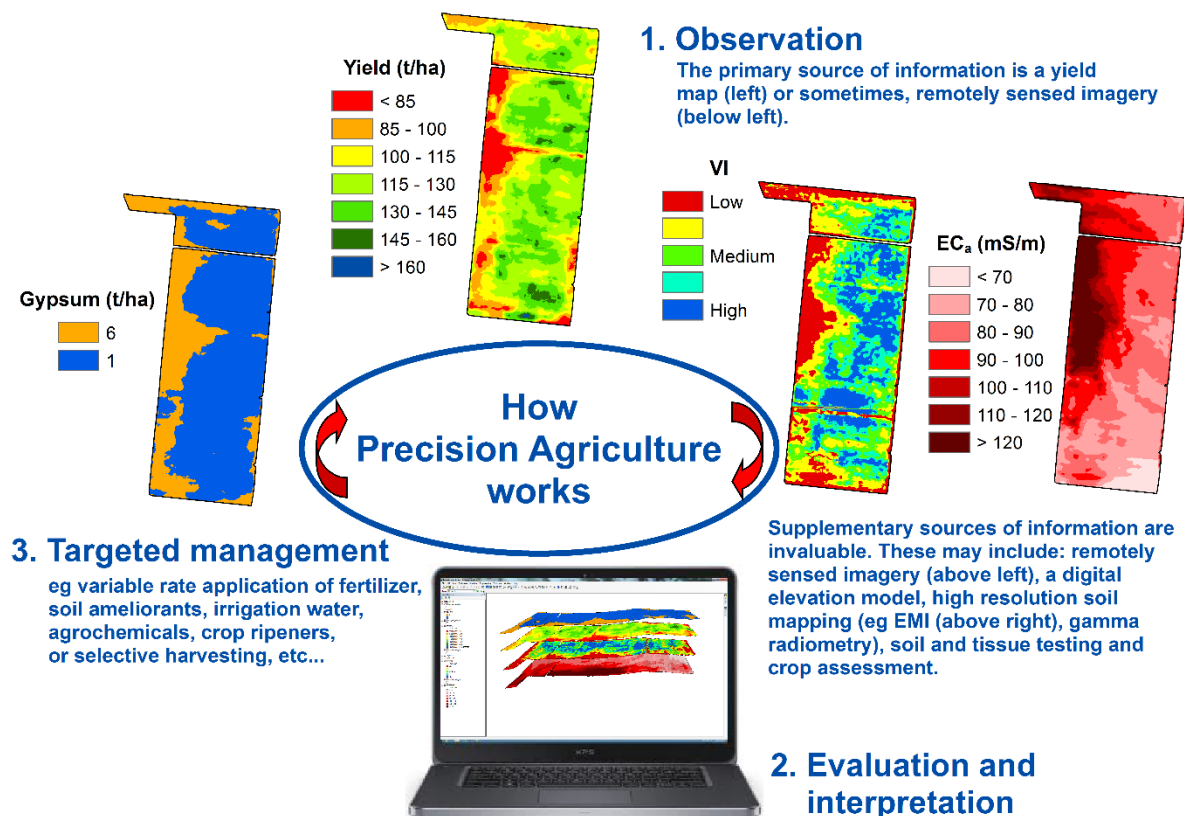 1. Observation
The primary source of information is a yield
map (left) or sometimes, remotely sensed imagery
(below left).
Yield (t/ha)
< 85
85 - 100
100 - 115
115 - 130
130 - 145
145 - 160
> 160
VI
Low
Medium
High
ECa (mS/m)
< 70
70 - 80
80 - 90
90 - 100
100 - 110
110 - 120
> 120
Gypsum (t/ha)
6
1
How
Precision Agriculture
works
Supplementary sources of information are
invaluable. These may include: remotely
sensed imagery (above left), a digital
elevation model, high resolution soil
mapping (eg EMI (above right), gamma
radiometry), soil and tissue testing and
crop assessment.
2. Evaluation and
interpretation
3. Targeted management
eg variable rate application of fertilizer,
soil ameliorants, irrigation water,
agrochemicals, crop ripeners,
or selective harvesting, etc...
XPS